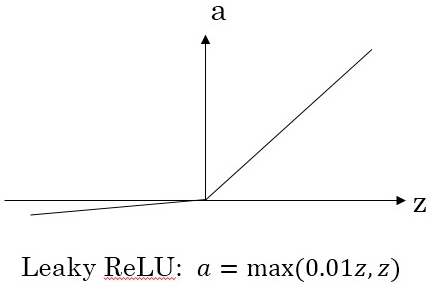 a
z
Leaky ReLU: a = max(0.01z, z)